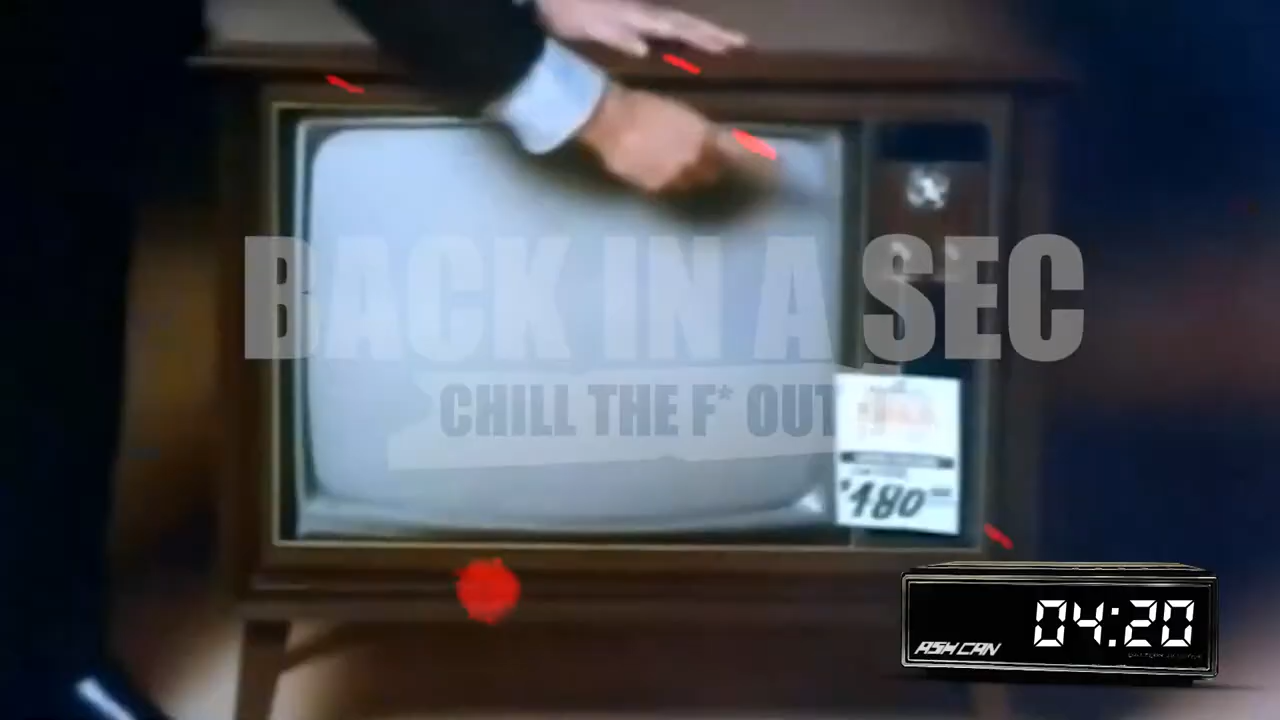 BACK IN A SEC
CHILL THE F* OUT
$180
ASH CAN
04:20